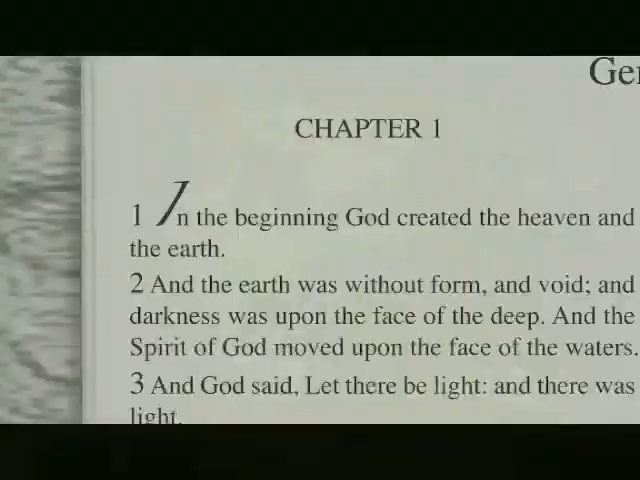 Gen
CHAPTER 1
1 In the beginning God created the heaven and
the earth.
2 And the earth was without form, and void; and
darkness was upon the face of the deep. And the
Spirit of God moved upon the face of the waters.
3 And God said, Let there be light: and there was
light.